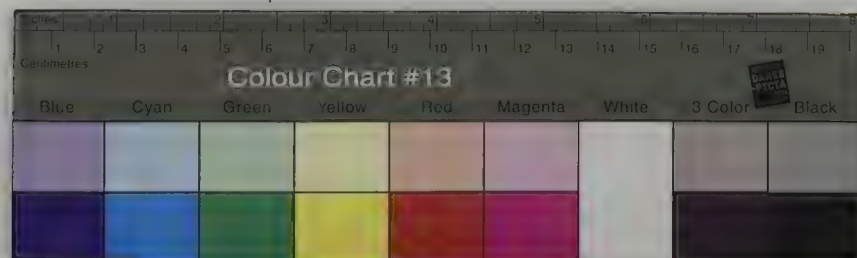 Inches 1 2 3 4 5 6 7 8
1 2 3 4 5 6 7 8 9 10 11 12 13 14 15 16 17 18 19
Centimetres
Colour Chart #13
DANES
-PICTA
Blue Cyan Green Yellow Red Magenta White 3 Color Black